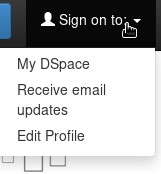 Sign on to:
My DSpace
Receive email
updates
Edit Profile